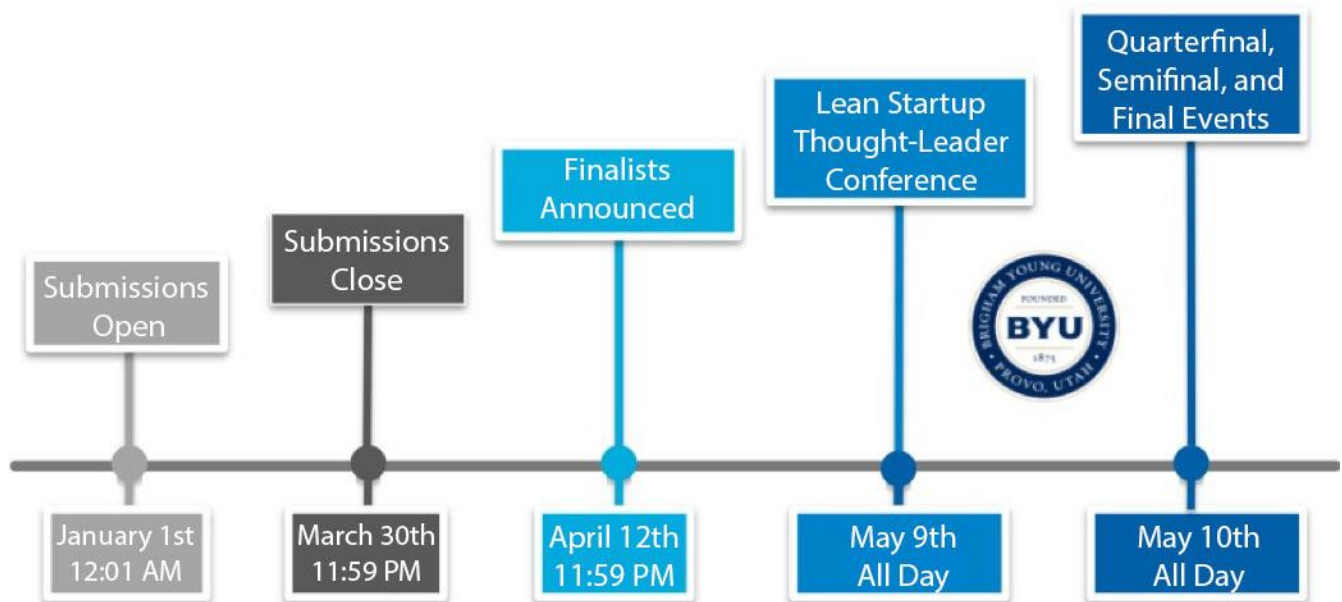 Submissions
Open
Submissions
Close
Finalists
Announced
Lean Startup
Thought-Leader
Conference
Quarterfinal,
Semifinal, and
Final Events
BRIGHAM YOUNG UNIVERSITY
FOUNDED
BYU
1875
PROVO, UTAH
January 1st
12:01 AM
March 30th
11:59 PM
April 12th
11:59 PM
May 9th
All Day
May 10th
All Day